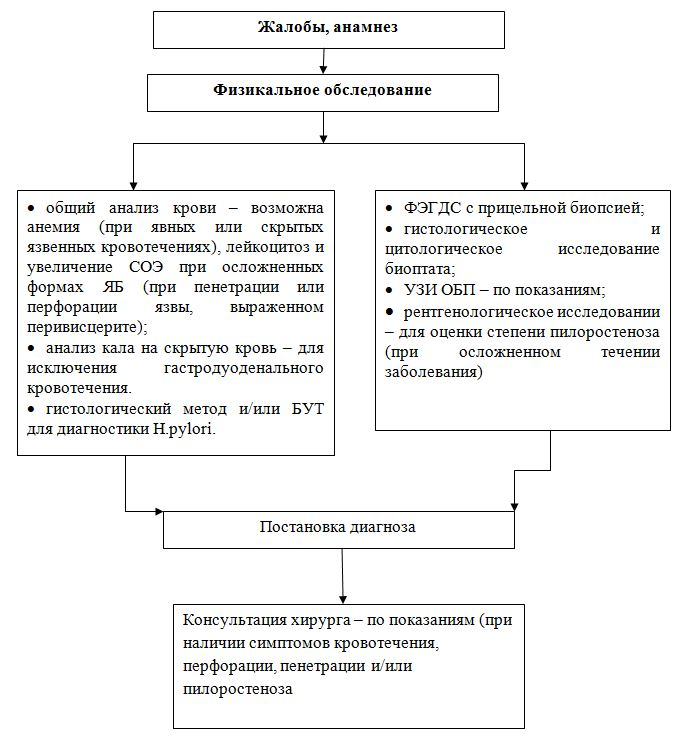 Жалобы, анамнез
Физикальное обследование
• общий анализ крови – возможна
анемия (при явных или скрытых
язвенных кровотечениях), лейкоцитоз и
увеличение СОЭ при осложненных
формах ЯБ (при пенетрации или
перфорации язвы, выраженном
перивисцерите);
• анализ кала на скрытую кровь – для
исключения гастродуоденального
кровотечения.
• гистологический метод и/или БУТ
для диагностики H.pylori.
• ФЭГДС с прицельной биопсией;
• гистологическое и
цитологическое исследование
биоптата;
• УЗИ ОБП – по показаниям;
• рентгенологическое исследовании
– для оценки степени пилоростеноза
(при осложненном течении
заболевания)
Постановка диагноза
Консультация хирурга – по показаниям (при
наличии симптомов кровотечения,
перфорации, пенетрации и/или
пилоростеноза